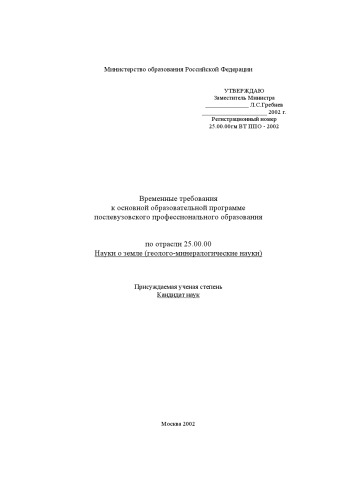 Министерство образования Российской Федерации
УТВЕРЖДАЮ
Заместитель Министра
______________ Л.С.Гребнев
_____________________ 2002 г.
Регистрационный номер
25.00.00гм ВТ ППО - 2002
Временные требования
к основной образовательной программе
послевузовского профессионального образования
по отрасли 25.00.00
Науки о земле (геолого-минералогические науки)
Присуждаемая ученая степень
Кандидат наук
Москва 2002